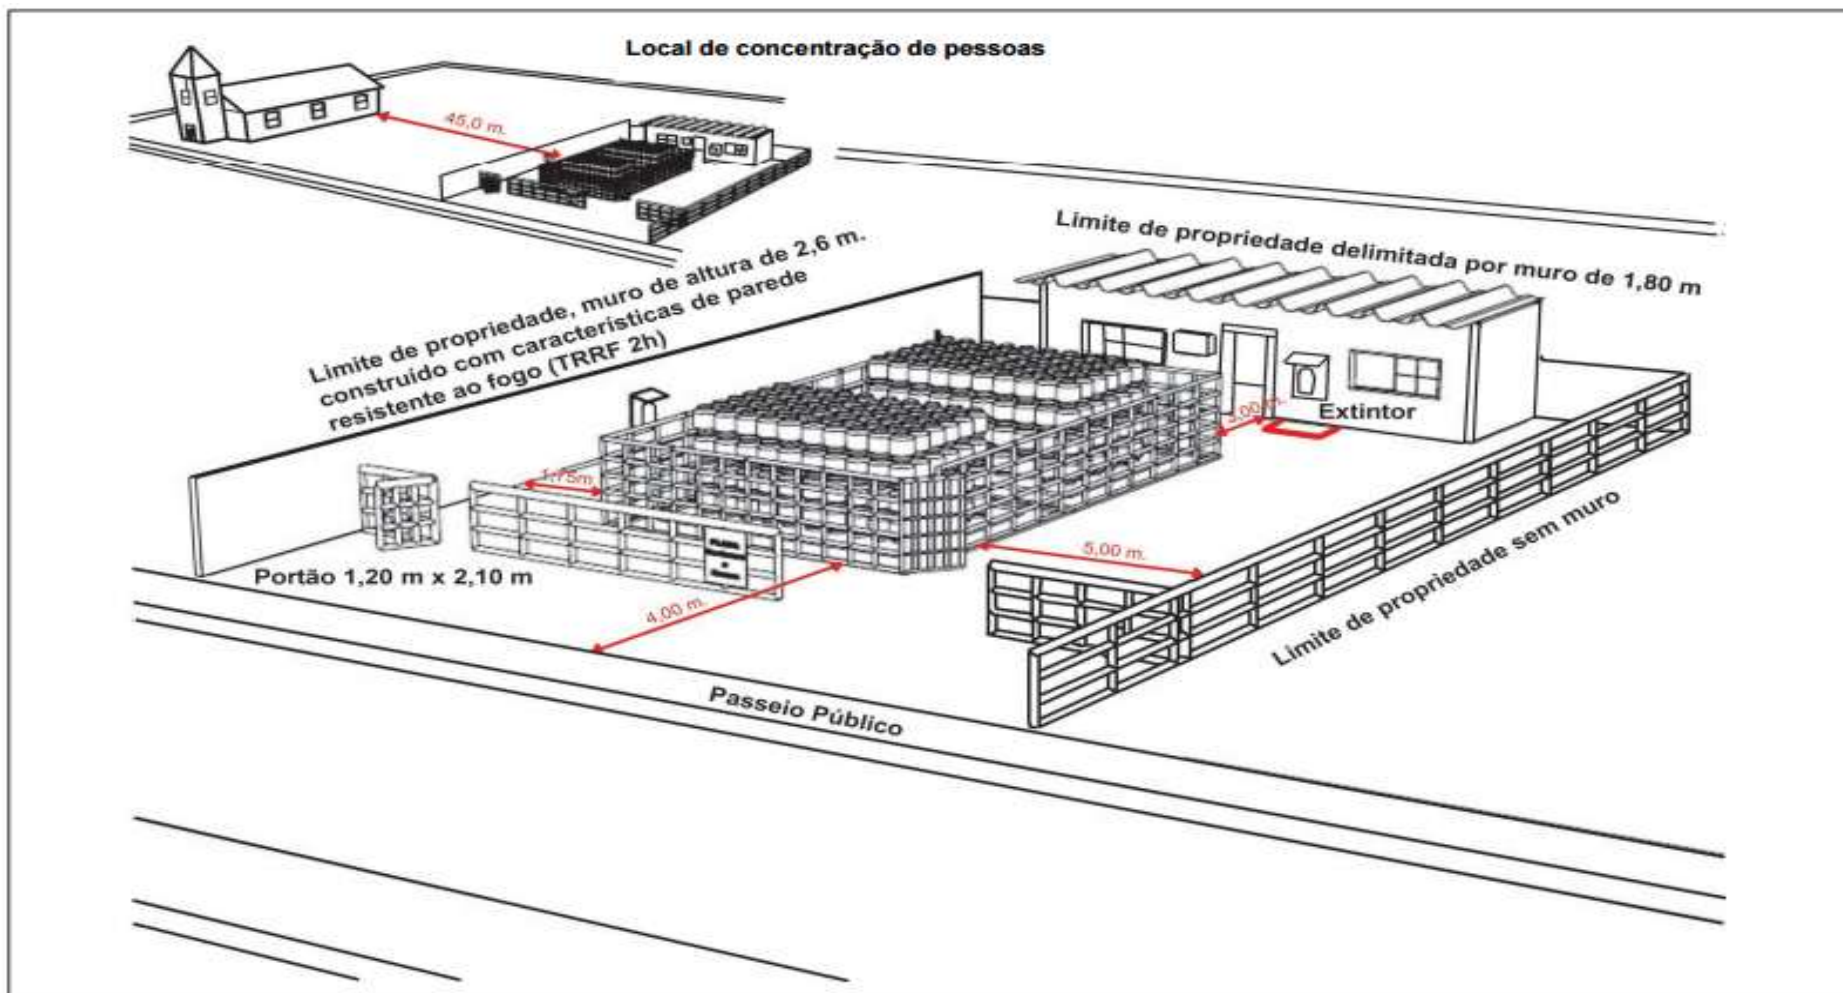 Local de concentração de pessoas
45,0 m.
Limite de propriedade delimitada por muro de 1,80 m
Limite de propriedade, muro de altura de 2,6 m.
construído com características de parede
resistente ao fogo (TRRF 2h)
Extintor
3,00 m.
1,75m.
5,00 m.
Portão 1,20 m x 2,10 m
4,00 m.
Limite de propriedade sem muro
Passeio Público